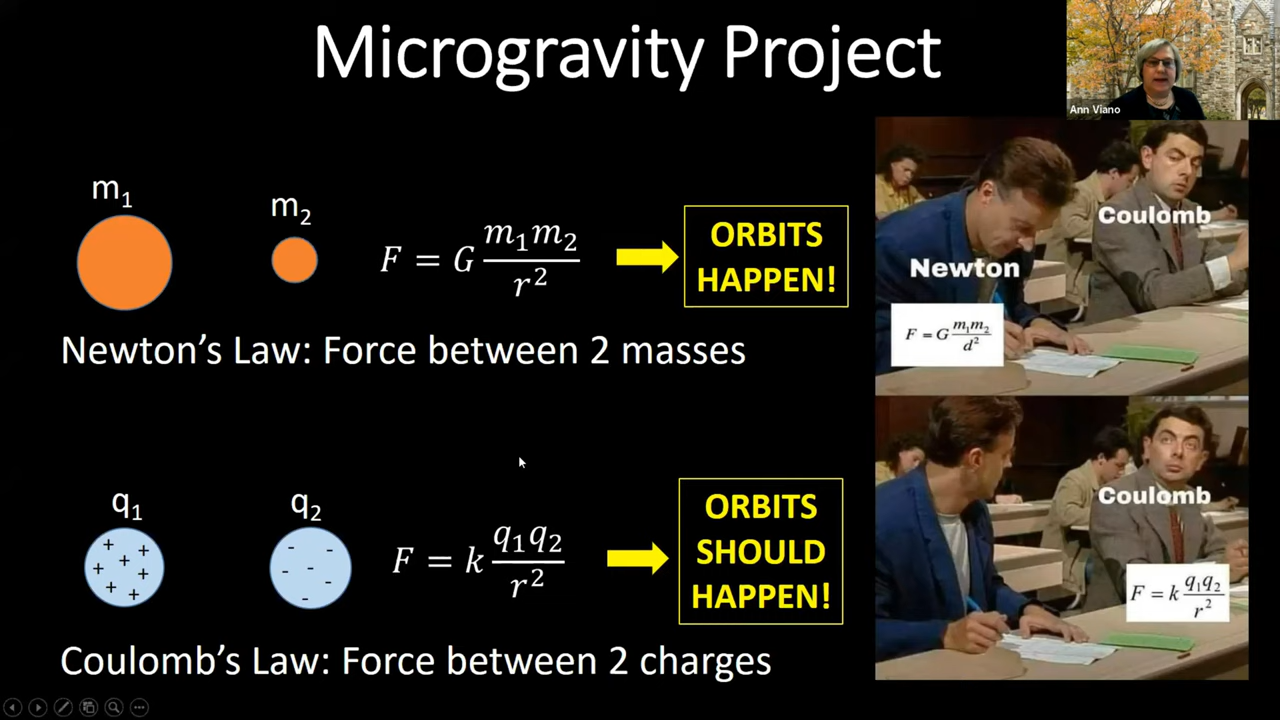 Microgravity Project
Ann Viano
m₁
m₂
F = G m₁m₂ / r²
ORBITS
HAPPEN!
Newton's Law: Force between 2 masses
q₁
q₂
+ + + + + + +
- - - - - -
F = k q₁q₂ / r²
ORBITS
SHOULD
HAPPEN!
Coulomb's Law: Force between 2 charges
Coulomb
Newton
F = G m₁m₂ / d²
Coulomb
F = k q₁q₂ / r²